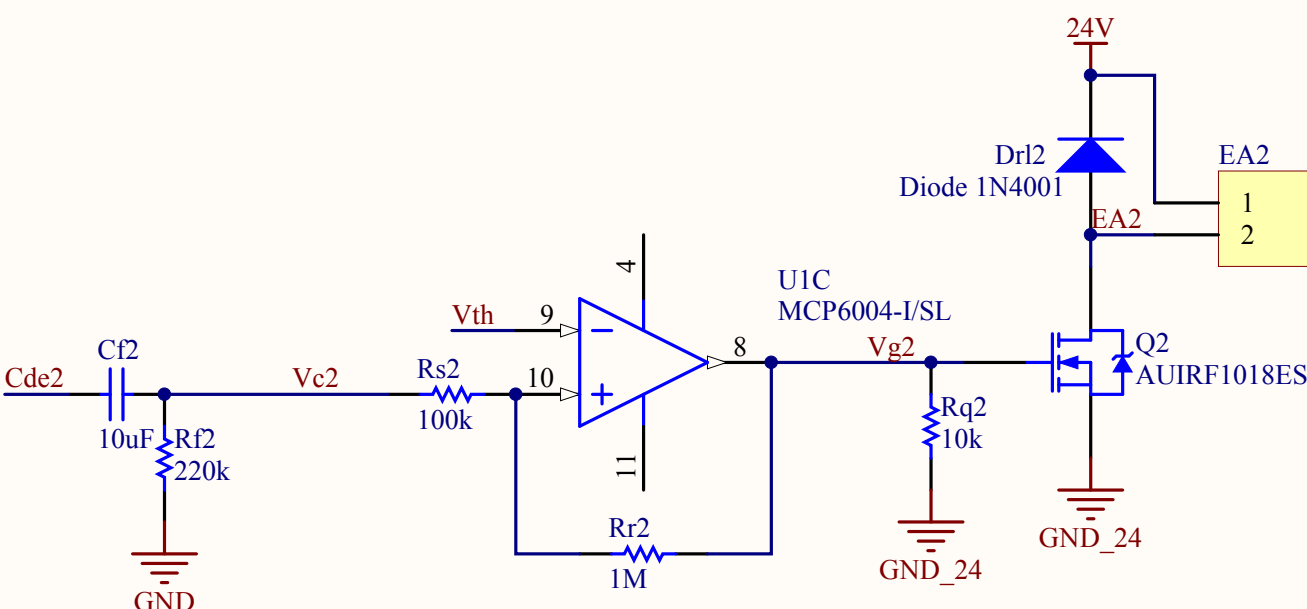 24V
Drl2
Diode 1N4001
EA2
1
EA2
2
4
U1C
MCP6004-I/SL
Vth
9
8
Vg2
Q2
AUIRF1018ES
Cf2
Cde2
Vc2
Rs2
10
100k
10uF
Rf2
220k
Rq2
10k
11
Rr2
1M
GND_24
GND_24
GND